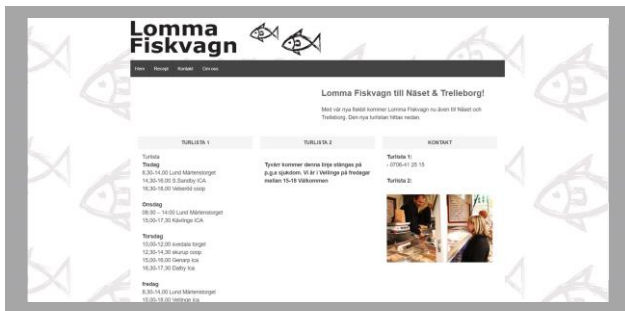 Lomma
Fiskvagn
Hem Recept Kontakt Om oss
Lomma Fiskvagn till Näset & Trelleborg!
Med vår nya fiskbil kommer Lomma Fiskvagn nu även till Näset och
Trelleborg. Den nya turlistan hittas nedan.
TURLISTA 1
Turlista
Tisdag
8,30-14,00 Lund Mårtenstorget
14,30-16,00 S.Sandby ICA
16,30-18,00 Veberöd coop
Onsdag
08:00 – 14:00 Lund Mårtenstorget
15,00-17,30 Kävlinge ICA
Torsdag
10,00-12,00 svedala torget
12,30-14,30 skurup coop
15,00-16,00 Genarp Ica
16,30-17,30 Dalby Ica
fredag
8,30-14,00 Lund Mårtenstorget
15,00-18,00 Vellinge ica
TURLISTA 2
Tyvärr kommer denna linje stänges på
p.g.a sjukdom. Vi är i Vellinge på fredagar
mellan 15-18 Välkommen
KONTAKT
Turlista 1:
- 0706-41 25 15
Turlista 2: